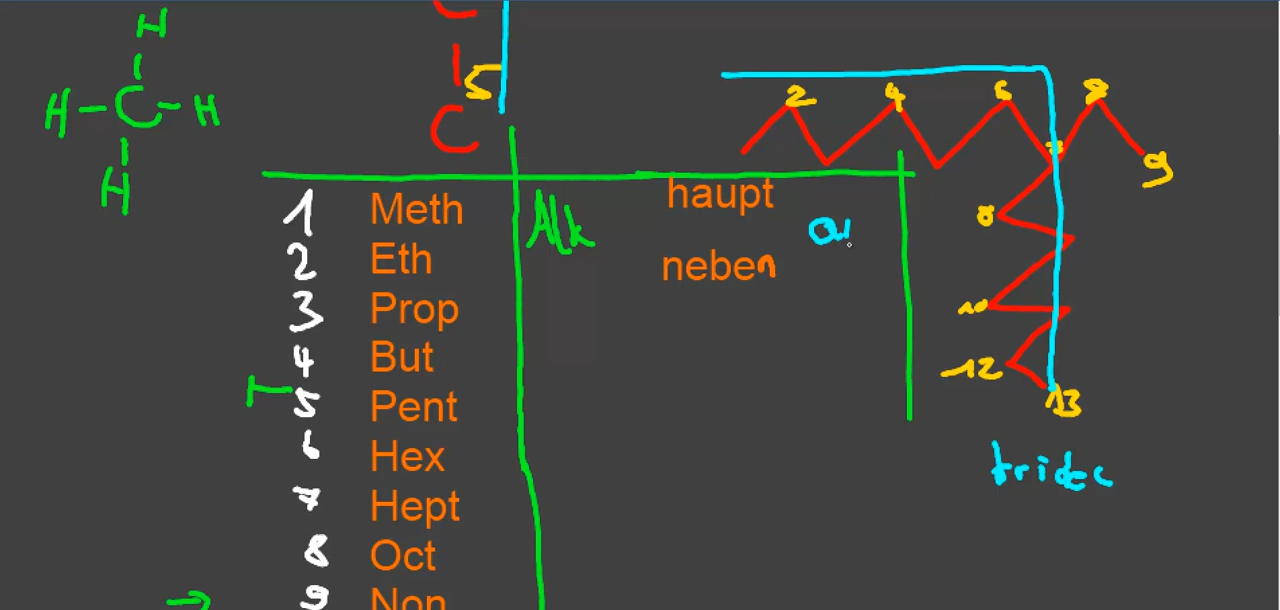 H
H - C - H
H
C
5
C
1 Meth
2 Eth
3 Prop
4 But
5 Pent
6 Hex
7 Hept
8 Oct
9 Non
Alk
haupt
neben
2 4 6 8
7 9
8
10
12
13
tridec